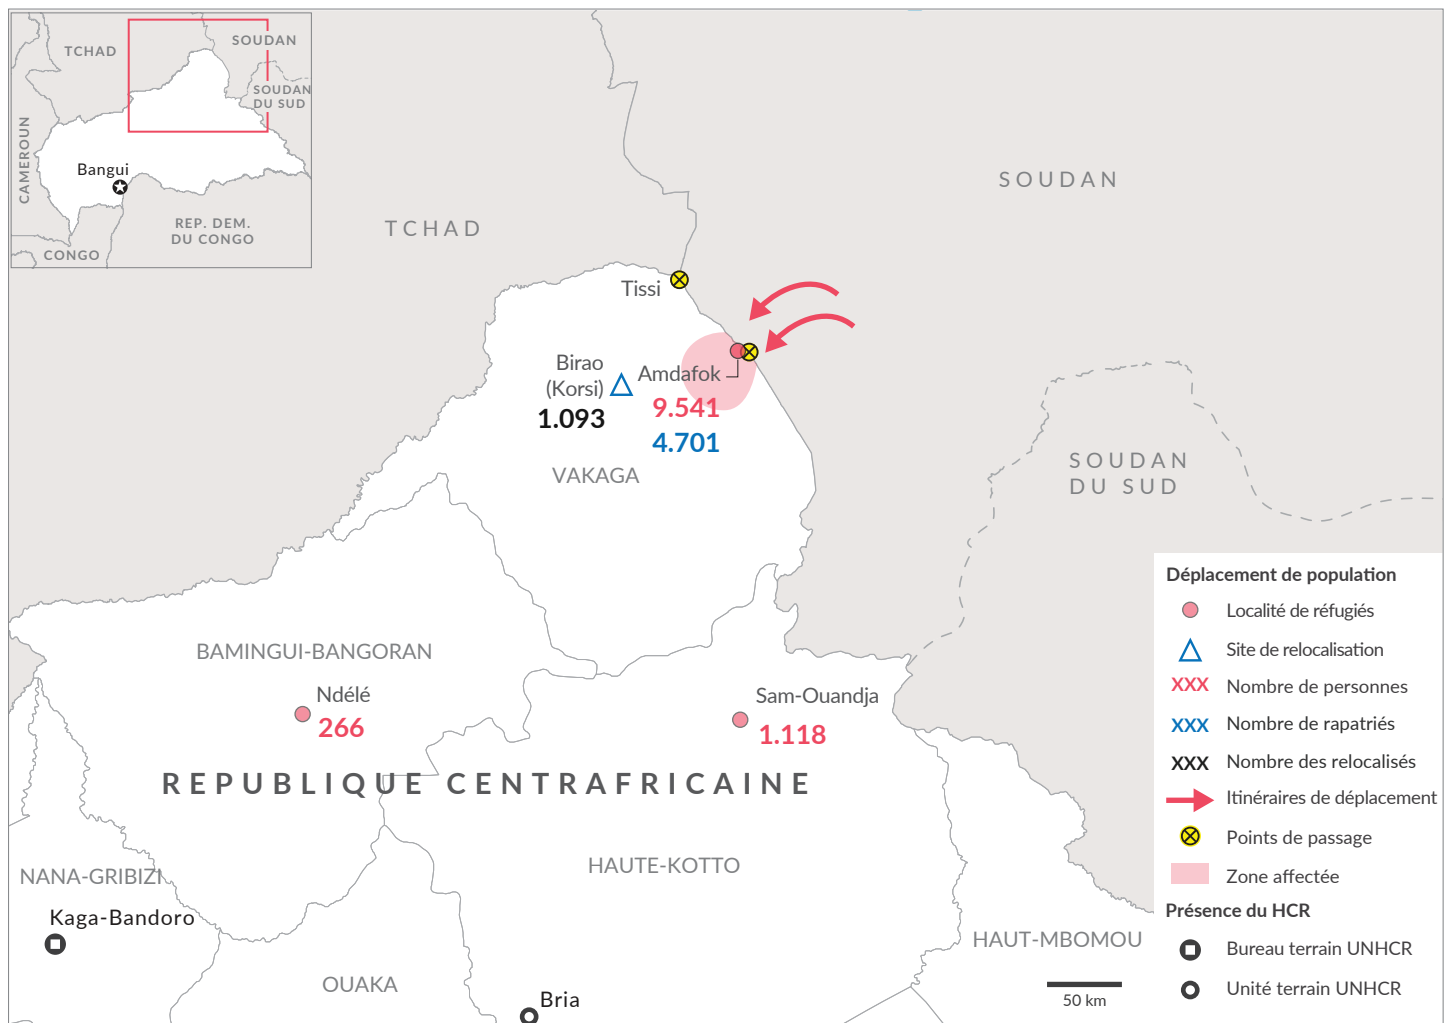 TCHAD
SOUDAN
SOUDAN
DU SUD
CAMEROUN
Bangui
REP. DEM.
DU CONGO
CONGO
SOUDAN
TCHAD
Tissi
Birao
(Korsi)
1.093
Amdafok
9.541
4.701
VAKAGA
SOUDAN
DU SUD
BAMINGUI-BANGORAN
Ndélé
266
Sam-Ouandja
1.118
REPUBLIQUE CENTRAFRICAINE
HAUTE-KOTTO
NANA-GRIBIZI
Kaga-Bandoro
HAUT-MBOMOU
OUAKA
Bria
50 km
Déplacement de population
Localité de réfugiés
Site de relocalisation
XXX Nombre de personnes
XXX Nombre de rapatriés
XXX Nombre des relocalisés
Itinéraires de déplacement
Points de passage
Zone affectée
Présence du HCR
Bureau terrain UNHCR
Unité terrain UNHCR